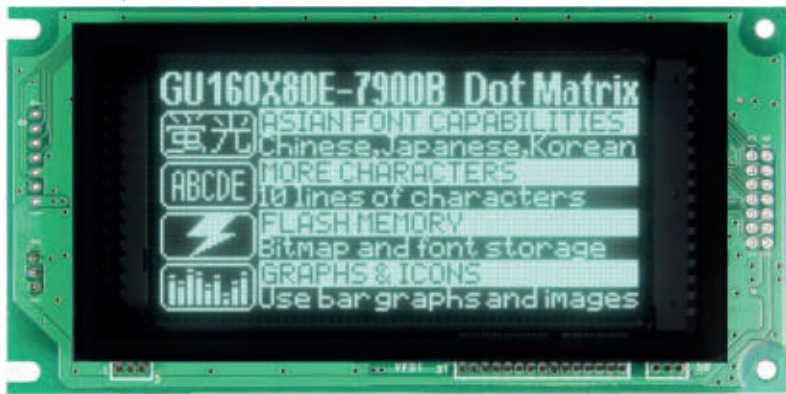 GU160X80E-7900B Dot Matrix
螢光 ASIAN FONT CAPABILITIES
Chinese,Japanese,Korean
ABCDE MORE CHARACTERS
10 lines of characters
FLASH MEMORY
Bitmap and font storage
GRAPHS & ICONS
Use bar graphs and images